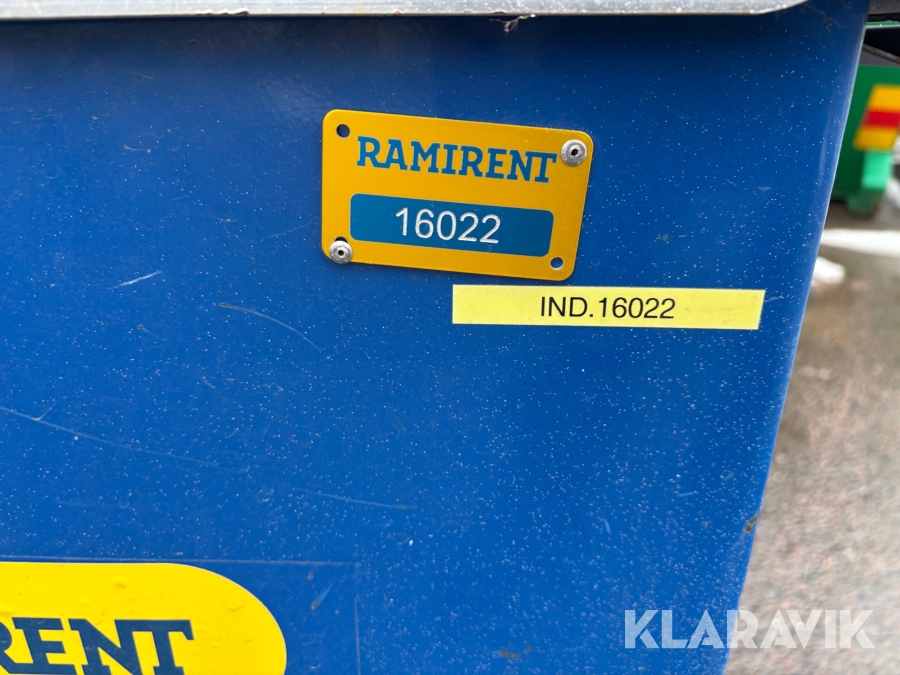 RAMIRENT
16022
IND.16022
RENT
KLARAVIK